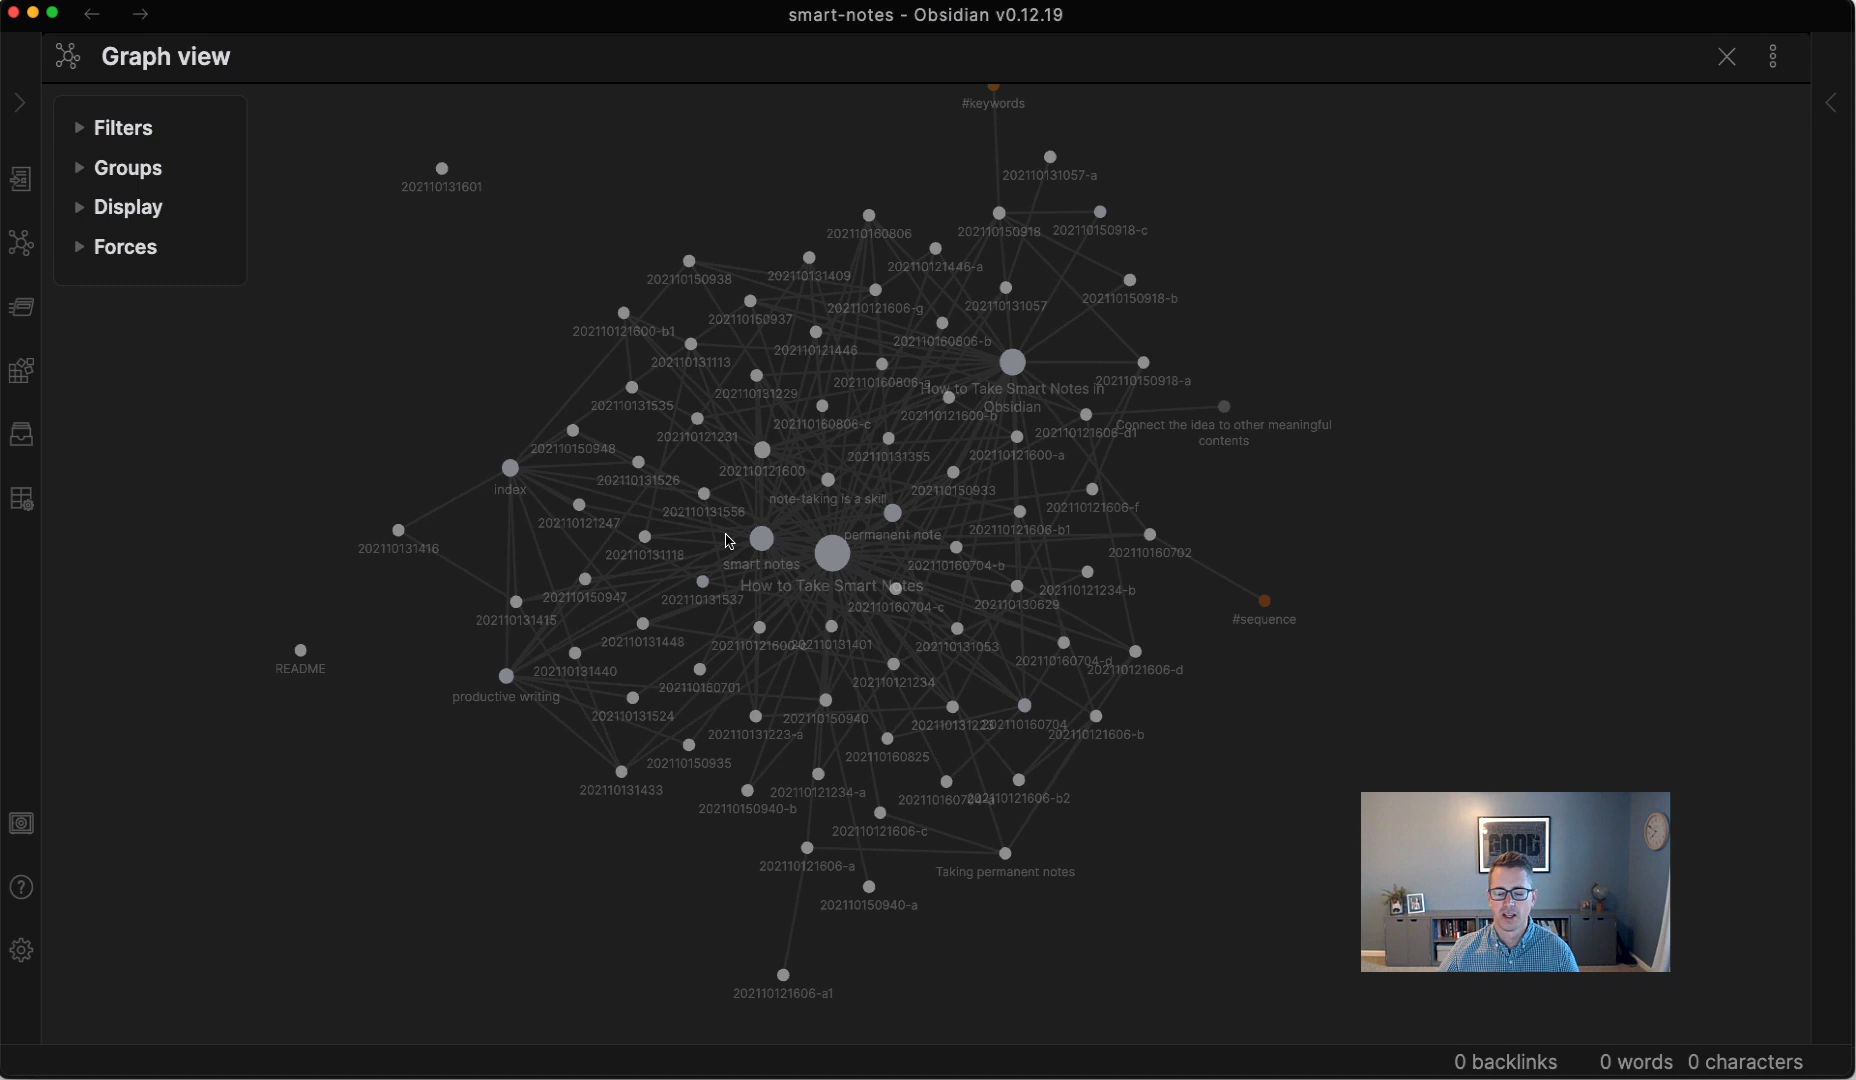 smart-notes - Obsidian v0.12.19
Graph view
Filters
Groups
Display
Forces
#keywords
202110131057-a
202110131601
202110160806
202110150918
202110150918-c
202110121446-a
202110131409
202110150938
202110150918-b
202110121606-g
202110131057
202110150937
202110121600-b1
202110160806-b
202110121446
202110131113
202110160806-a
202110150918-a
How to Take Smart Notes in
Obsidian
202110131229
202110131535
202110121600-b
202110160806-c
202110121606-d1
Connect the idea to other meaningful
contents
202110121231
202110150948
202110131355
202110121600-a
202110121600
202110131526
index
202110150933
note-taking is a skill
202110121606-f
202110131556
202110121247
202110121606-b1
permanent note
202110131416
202110160702
202110131118
smart notes
202110160704-b
How to Take Smart Notes
202110121234-b
202110150947
202110131537
202110160704-c
202110130629
202110131415
#sequence
202110131448
202110121600-c
202110131401
202110131053
202110160704-d
README
202110131440
202110121606-d
202110160701
202110121234
productive writing
202110131524
202110150940
202110131223
202110160704
202110131223-a
202110121606-b
202110160825
202110150935
202110131433
202110121234-a
202110160704-a
202110121606-b2
202110150940-b
202110121606-c
202110121606-a
Taking permanent notes
202110150940-a
GOOD
202110121606-a1
0 backlinks 0 words 0 characters